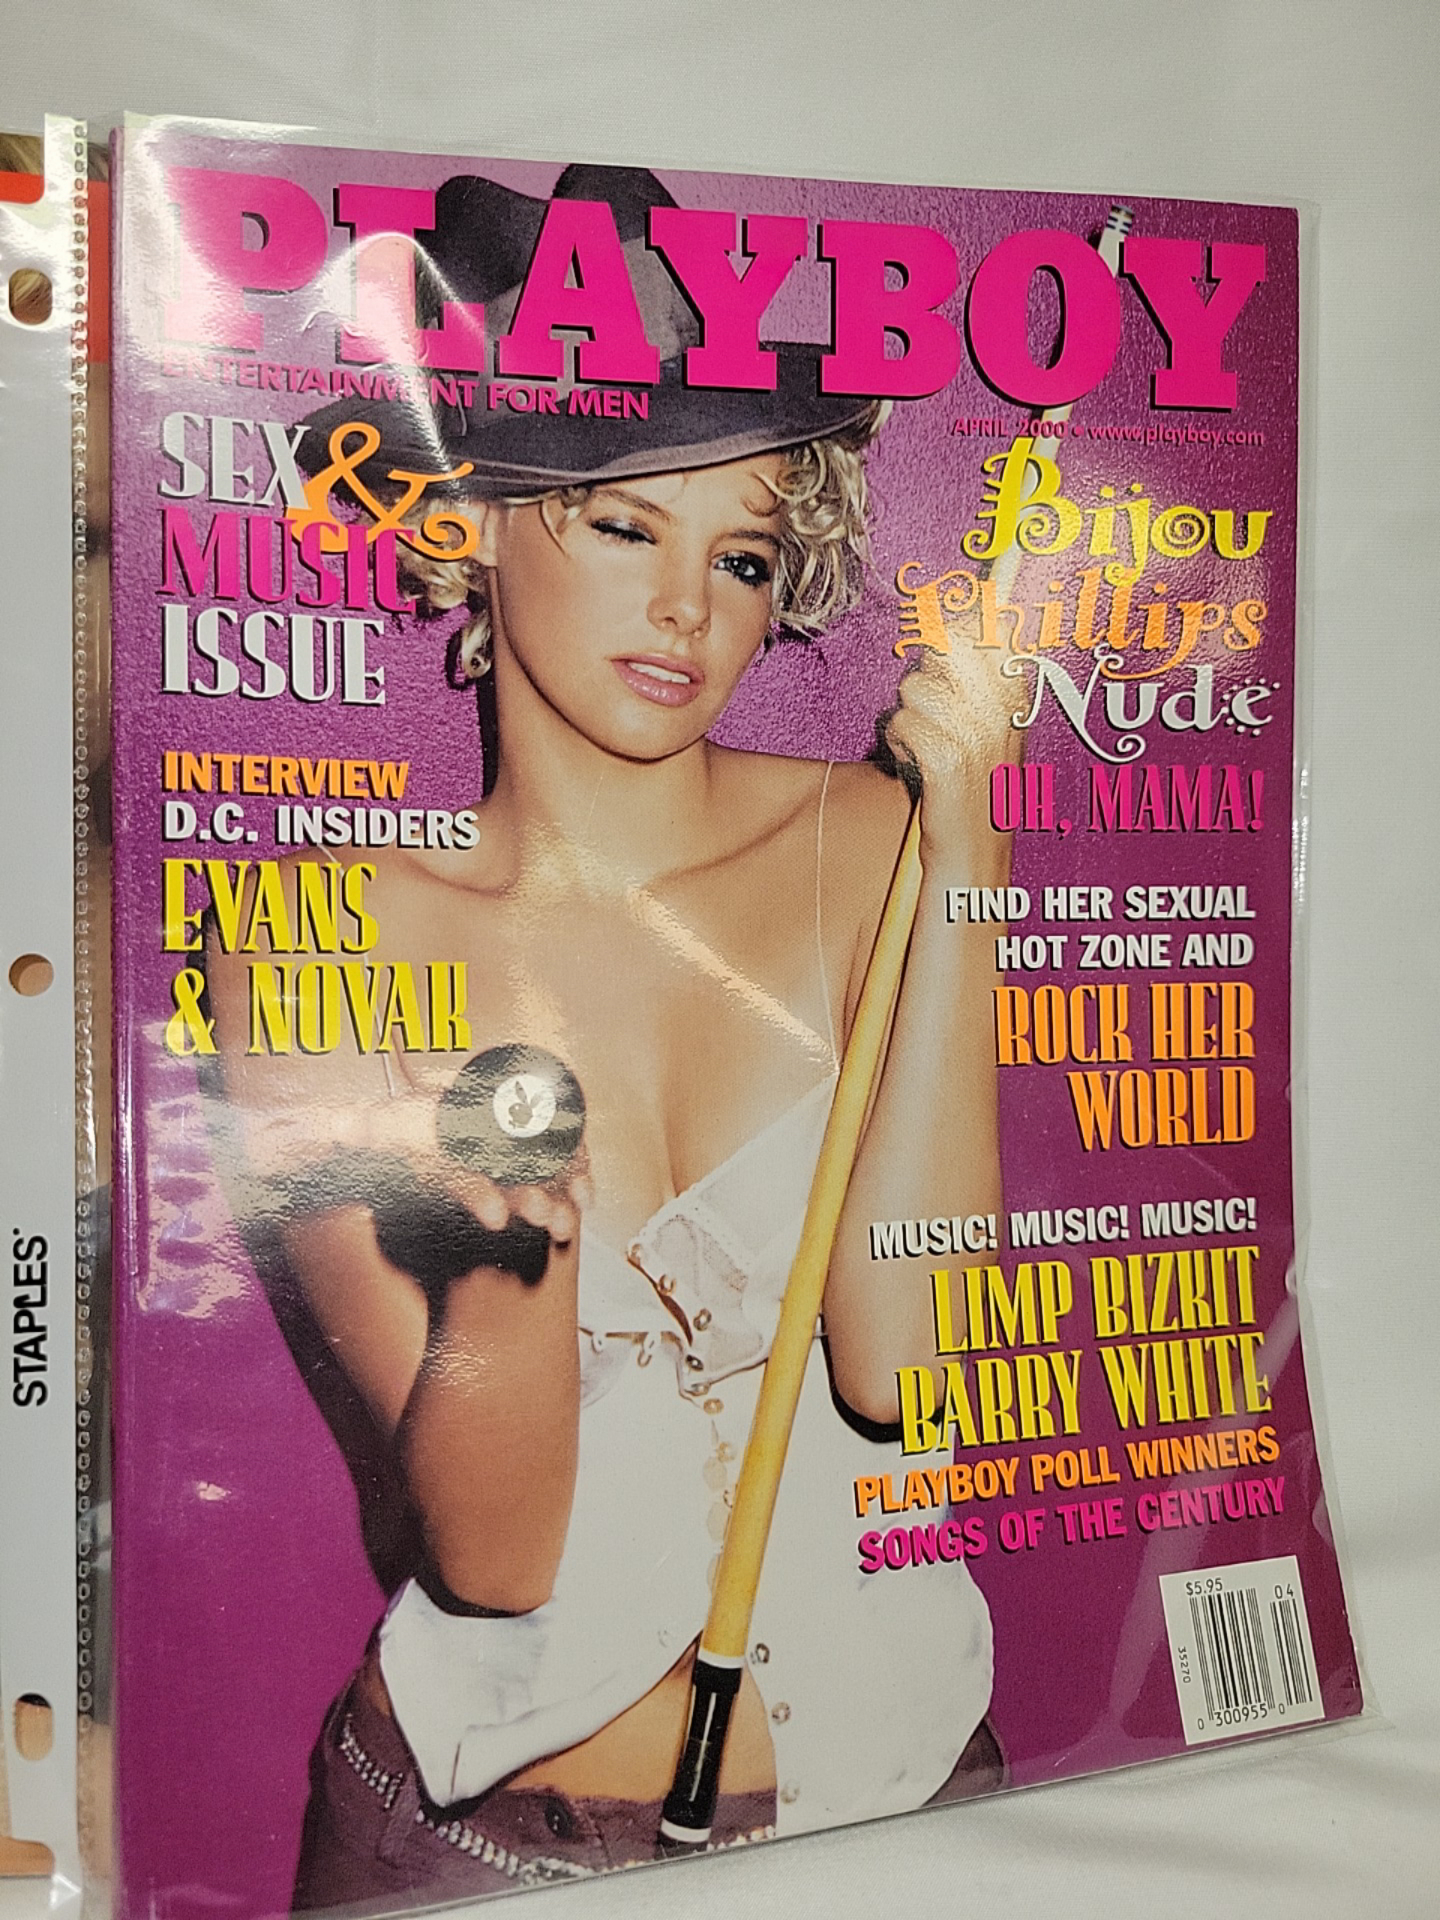 PLAYBOY
ENTERTAINMENT FOR MEN
APRIL 2000 • www.playboy.com
SEX &
MUSIC
ISSUE
INTERVIEW
D.C. INSIDERS
EVANS
& NOVAK
Bijou
Phillips
Nude
OH, MAMA!
FIND HER SEXUAL
HOT ZONE AND
ROCK HER
WORLD
MUSIC! MUSIC! MUSIC!
LIMP BIZKIT
BARRY WHITE
PLAYBOY POLL WINNERS
SONGS OF THE CENTURY
$5.95
04
35270
0 300955 0
STAPLES